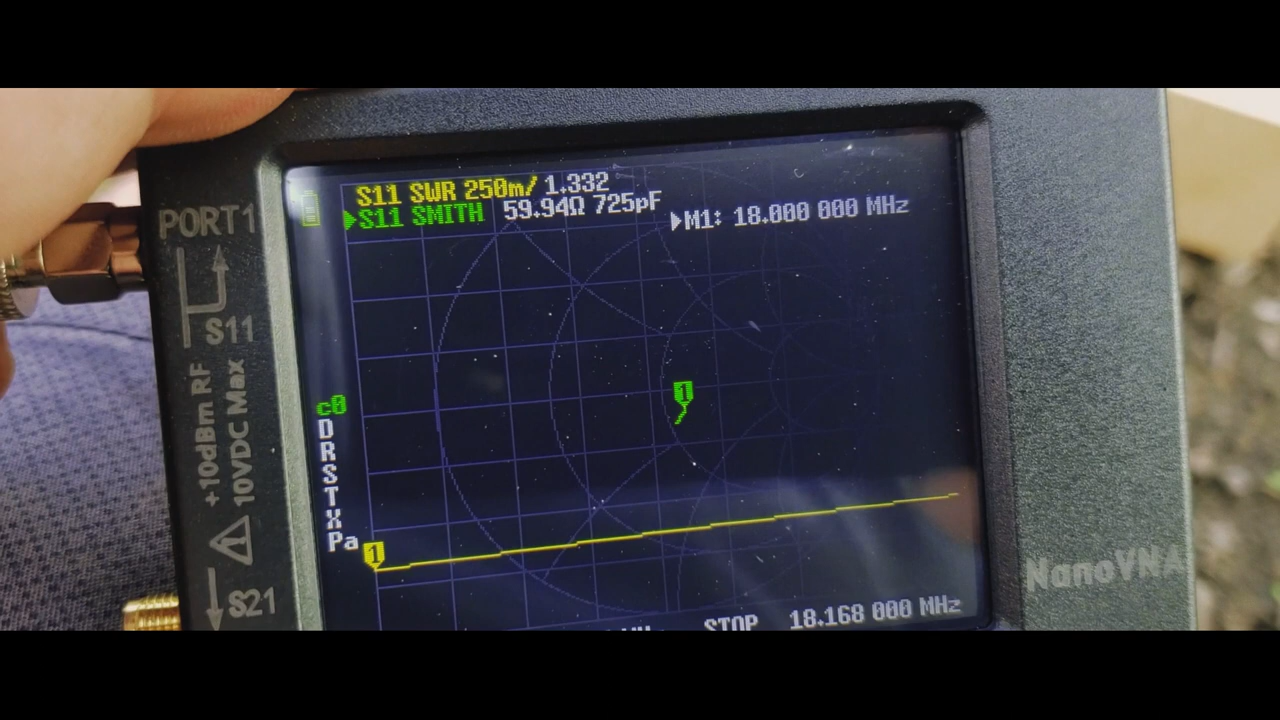 PORT1
S11
+10dBm RF
10VDC Max
S21
S11 SWR 250m/ 1.332
S11 SMITH 59.94Ω 725pF
M1: 18.000 000 MHz
c0
D
R
S
T
X
Pa
1
1
STOP 18.168 000 MHz
NanoVNA